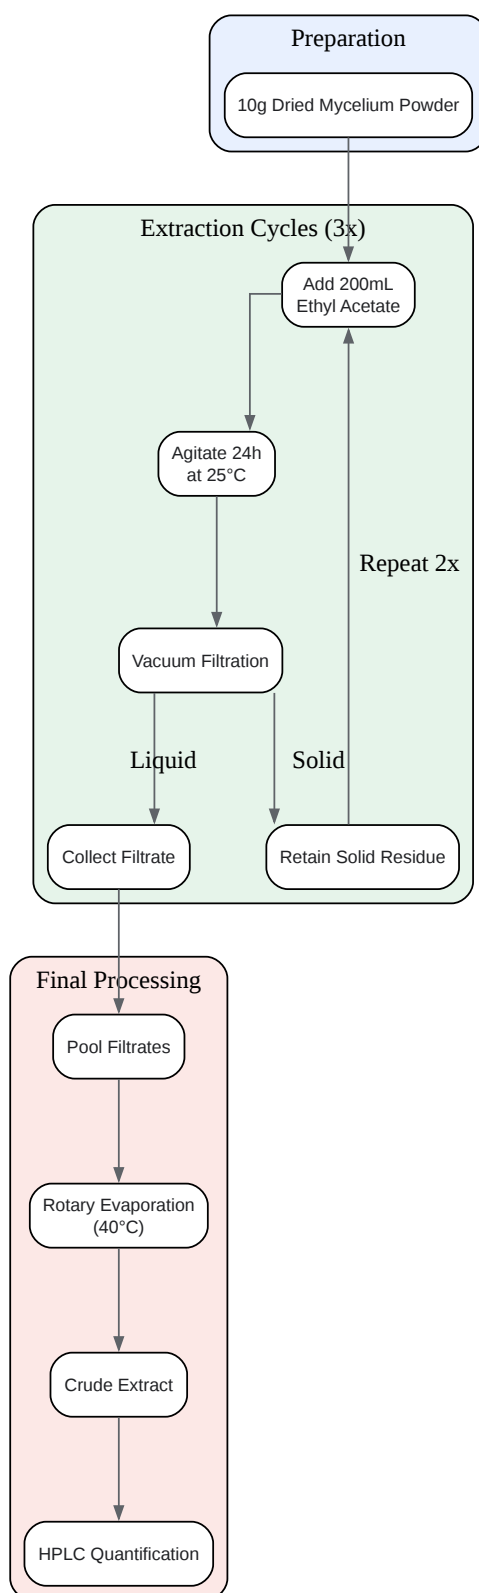 Preparation
10g Dried Mycelium Powder
Extraction Cycles (3x)
Add 200mL
Ethyl Acetate
Agitate 24h
at 25°C
Repeat 2x
Vacuum Filtration
Liquid
Solid
Collect Filtrate
Retain Solid Residue
Final Processing
Pool Filtrates
Rotary Evaporation
(40°C)
Crude Extract
HPLC Quantification